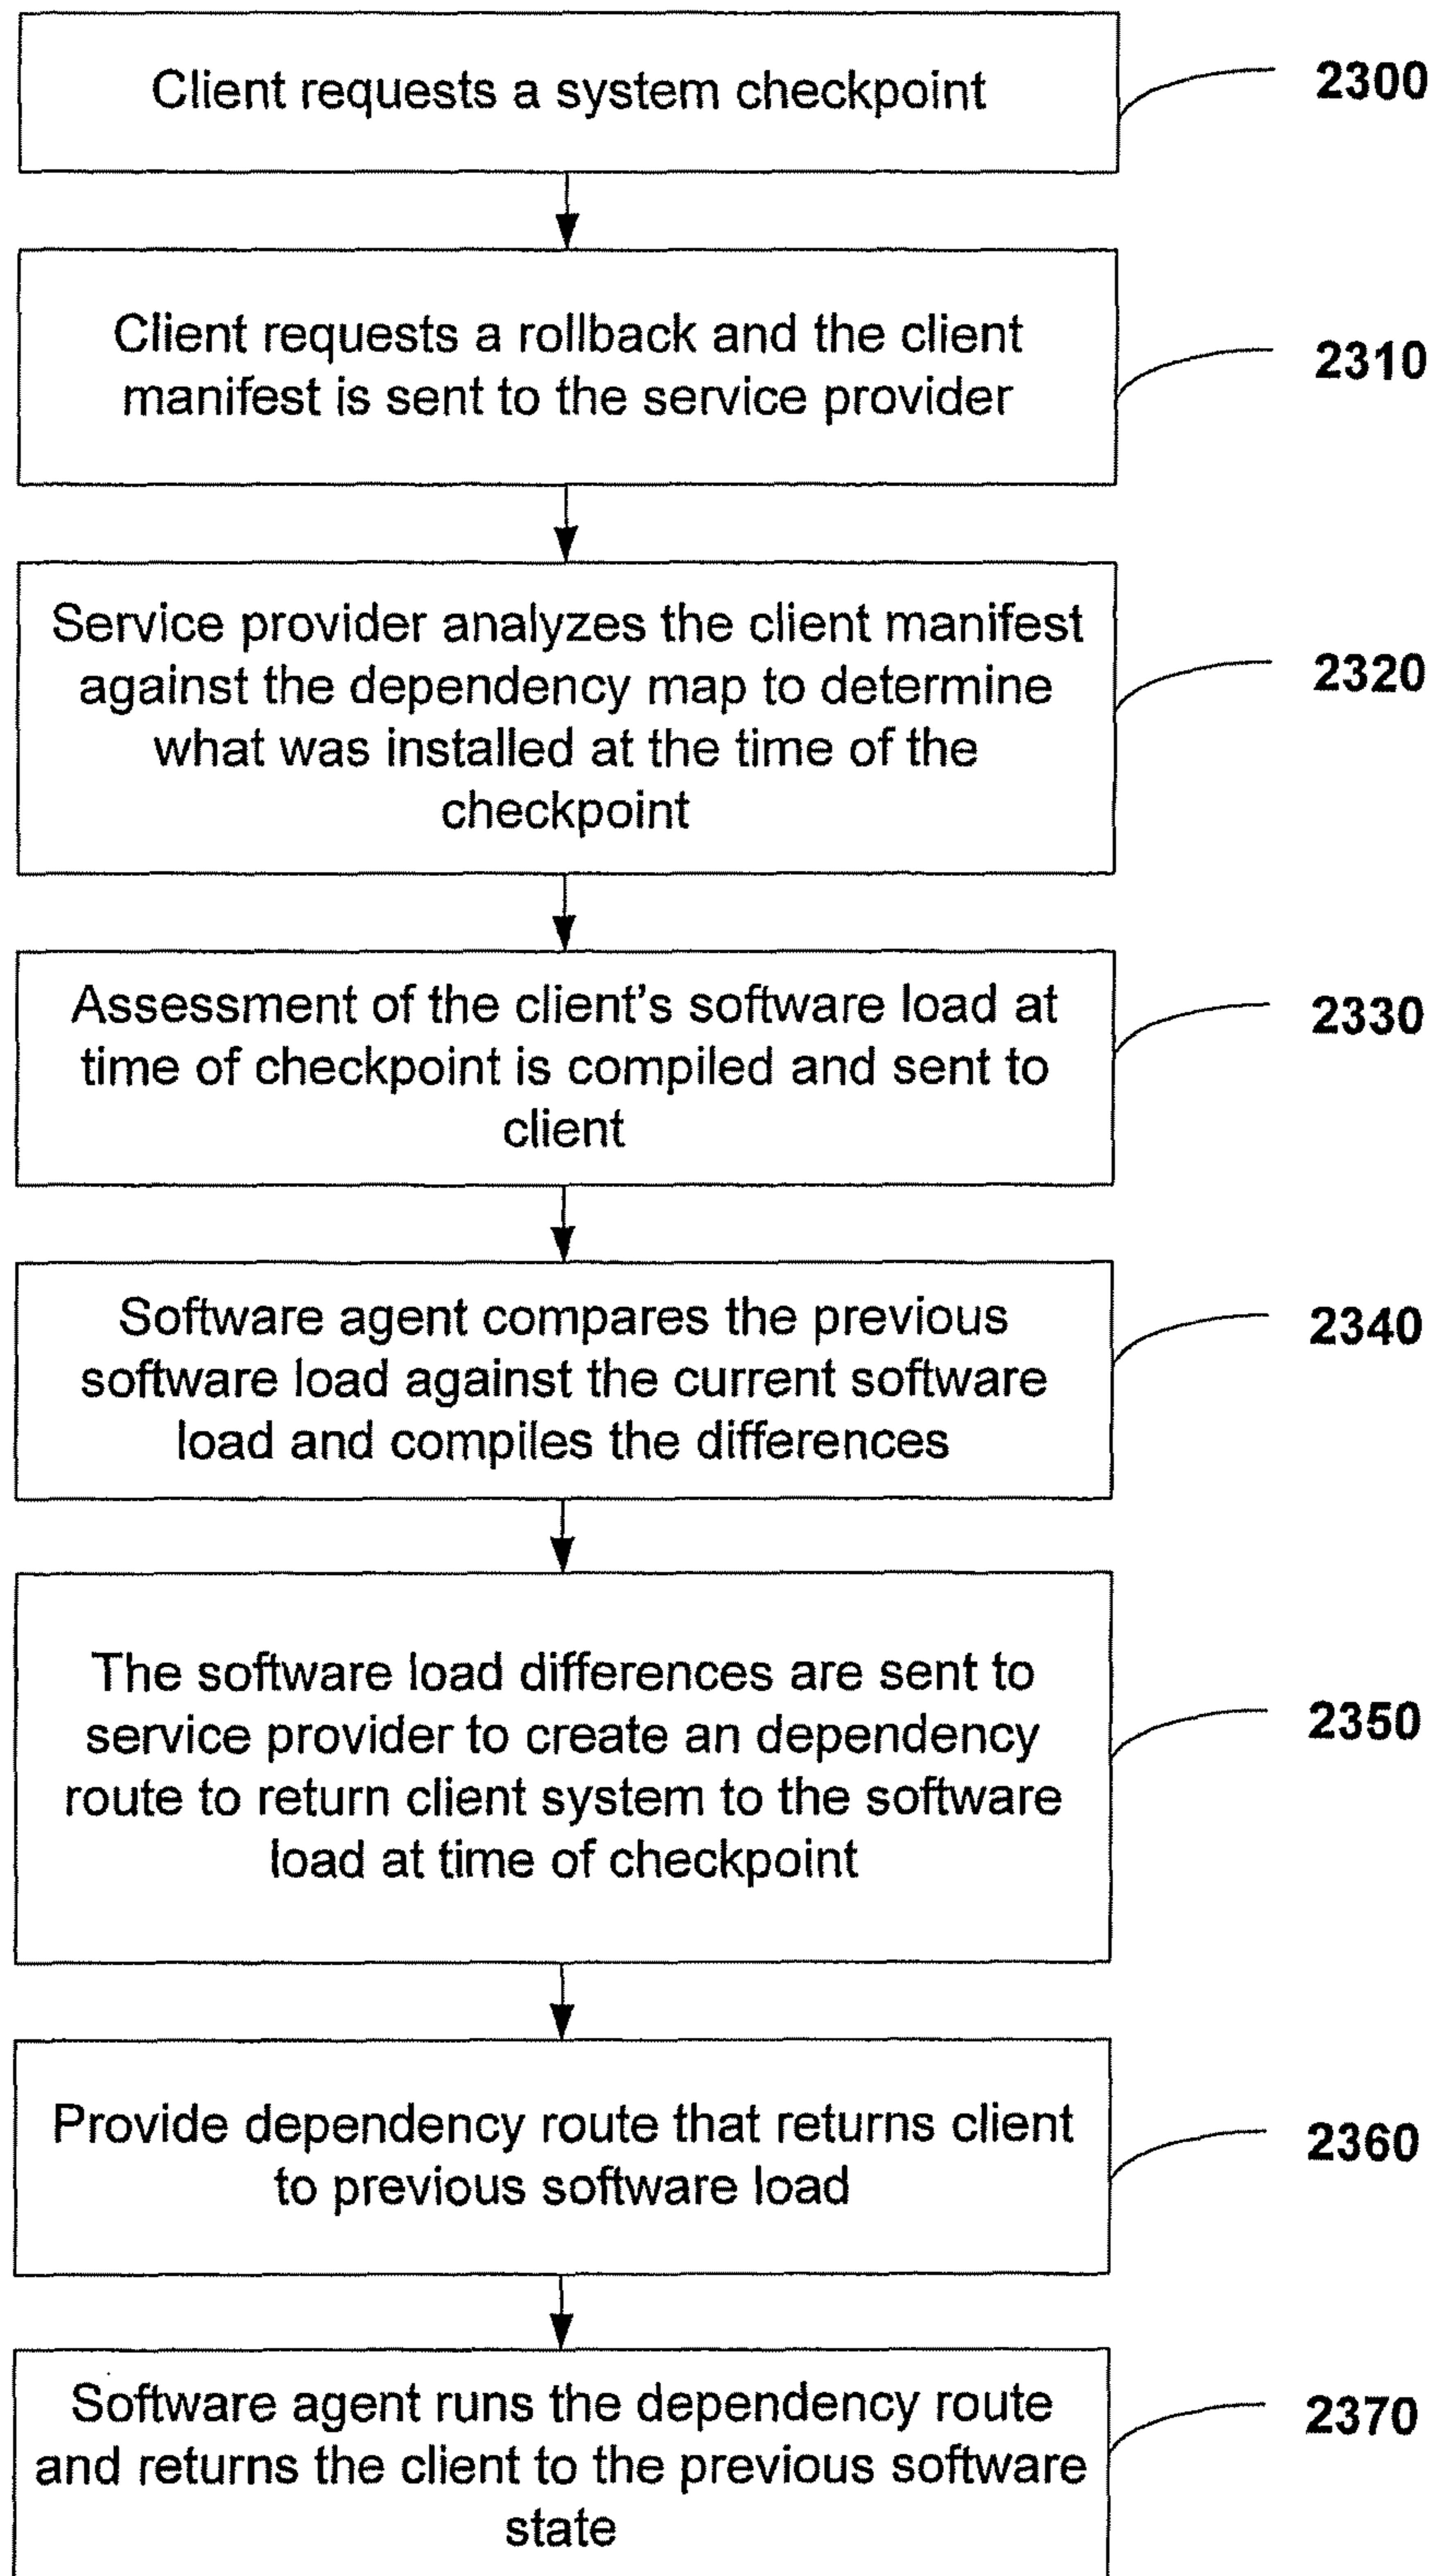 Client requests a system checkpoint
2300
Client requests a rollback and the client
manifest is sent to the service provider
2310
Service provider analyzes the client manifest
against the dependency map to determine
what was installed at the time of the
checkpoint
2320
Assessment of the client's software load at
time of checkpoint is compiled and sent to
client
2330
Software agent compares the previous
software load against the current software
load and compiles the differences
2340
The software load differences are sent to
service provider to create an dependency
route to return client system to the software
load at time of checkpoint
2350
Provide dependency route that returns client
to previous software load
2360
Software agent runs the dependency route
and returns the client to the previous software
state
2370